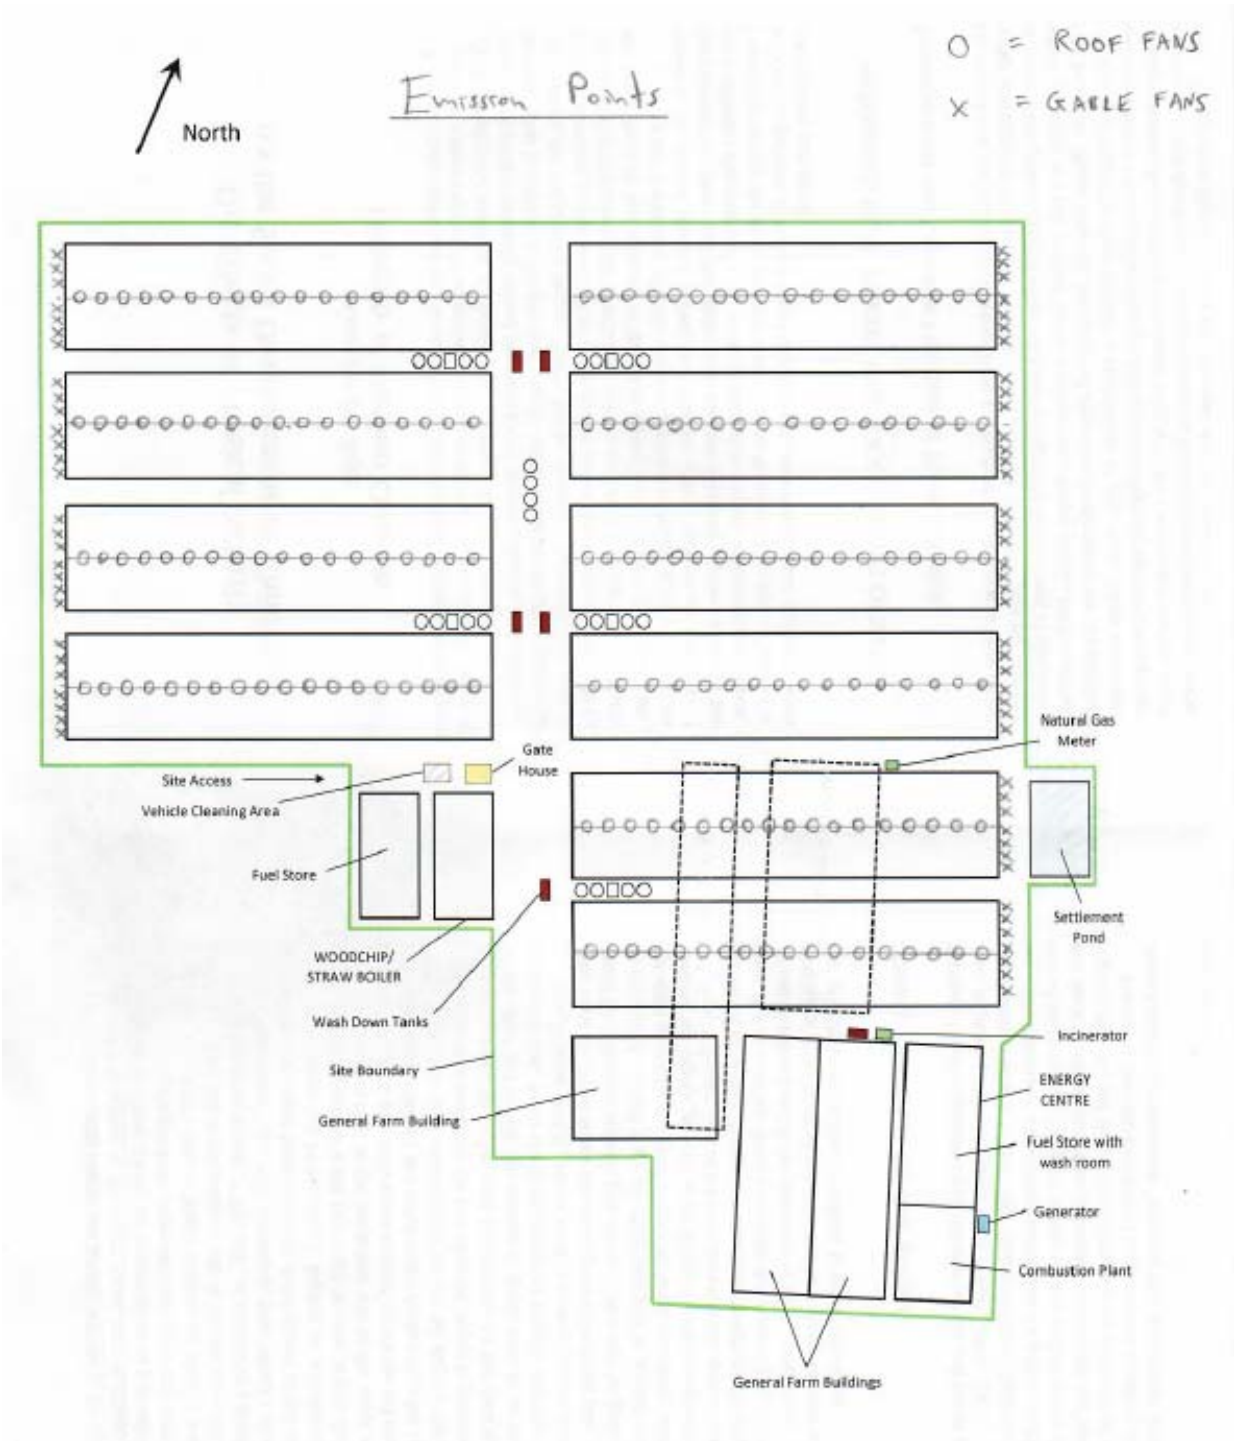 O = ROOF FANS
Emission Points
X = GABLE FANS
North
Natural Gas
Meter
Gate
House
Site Access
Vehicle Cleaning Area
Fuel Store
Settlement
Pond
WOODCHIP/
STRAW BOILER
Wash Down Tanks
Incinerator
Site Boundary
ENERGY
CENTRE
General Farm Building
Fuel Store with
wash room
Generator
Combustion Plant
General Farm Buildings